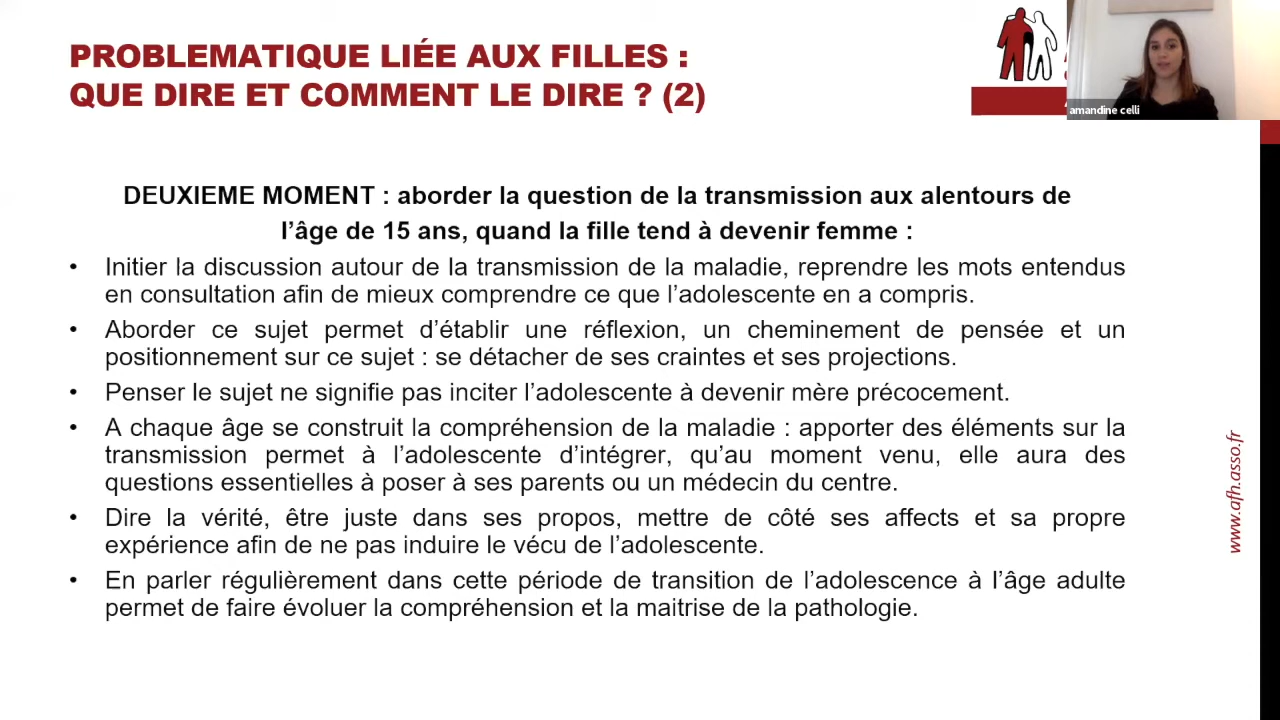 PROBLEMATIQUE LIÉE AUX FILLES :
QUE DIRE ET COMMENT LE DIRE ? (2)
amandine celli
DEUXIEME MOMENT : aborder la question de la transmission aux alentours de
l’âge de 15 ans, quand la fille tend à devenir femme :
• Initier la discussion autour de la transmission de la maladie, reprendre les mots entendus
en consultation afin de mieux comprendre ce que l’adolescente en a compris.
• Aborder ce sujet permet d’établir une réflexion, un cheminement de pensée et un
positionnement sur ce sujet : se détacher de ses craintes et ses projections.
• Penser le sujet ne signifie pas inciter l’adolescente à devenir mère précocement.
• A chaque âge se construit la compréhension de la maladie : apporter des éléments sur la
transmission permet à l’adolescente d’intégrer, qu’au moment venu, elle aura des
questions essentielles à poser à ses parents ou un médecin du centre.
• Dire la vérité, être juste dans ses propos, mettre de côté ses affects et sa propre
expérience afin de ne pas induire le vécu de l’adolescente.
• En parler régulièrement dans cette période de transition de l’adolescence à l’âge adulte
permet de faire évoluer la compréhension et la maitrise de la pathologie.
www.afh.asso.fr